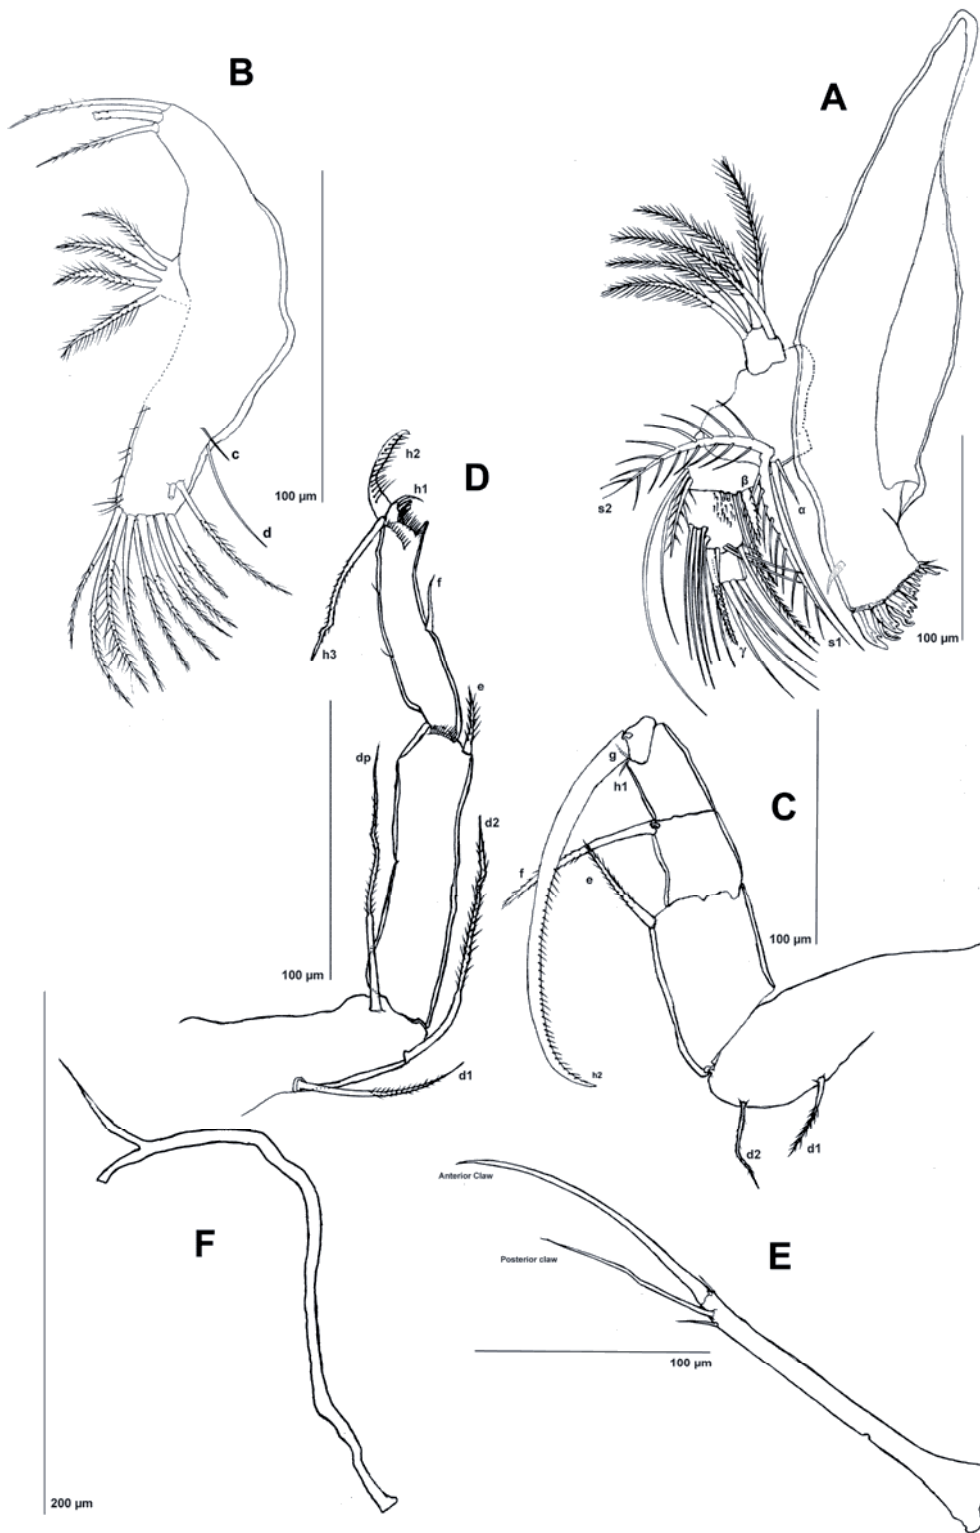 B
A
c
d
100 µm
s2
β
α
γ
s1
100 µm
D
h2
h1
f
h3
e
dp
d2
100 µm
d1
C
g
h1
f
e
100 µm
h2
d2
d1
F
200 µm
E
Anterior Claw
Posterior claw
100 µm